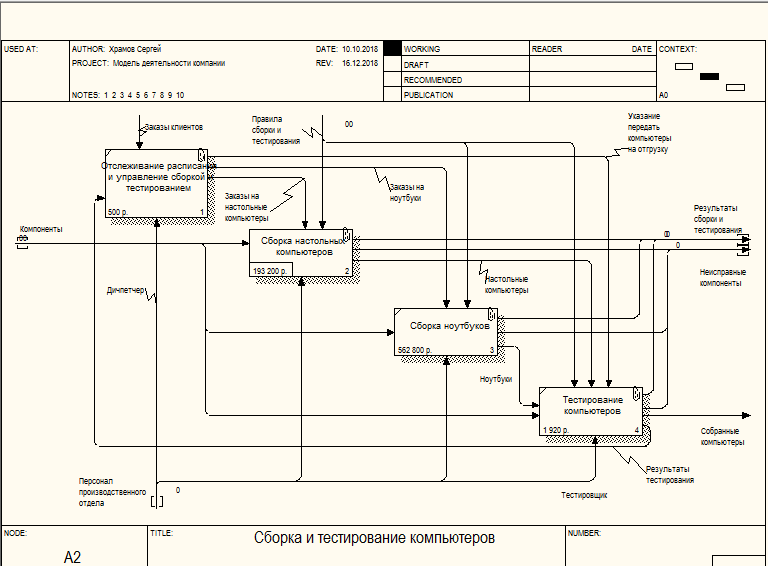 USED AT:
AUTHOR: Храмов Сергей
DATE: 10.10.2018
WORKING
READER
DATE
CONTEXT:
PROJECT: Модель деятельности компании
REV: 16.12.2018
DRAFT
RECOMMENDED
NOTES: 1 2 3 4 5 6 7 8 9 10
PUBLICATION
A0
Заказы клиентов
Правила
сборки и
тестирования
00
Указание
передать
компьютеры
на отгрузку
Отслеживание расписания
и управление сборкой и
тестированием
500 р.
1
Заказы на
настольные
компьютеры
Заказы на
ноутбуки
Результаты
сборки и
тестирования
Компоненты
00
Сборка настольных
компьютеров
193 200 р.
2
00
0
Неисправные
компоненты
Дичпетчер
Настольные
компьютеры
Сборка ноутбуков
562 800 р.
3
Ноутбуки
Тестирование
компьютеров
1 920 р.
4
Собранные
компьютеры
Результаты
тестирования
Персонал
производственного
отдела
0
Тестировщик
NODE:
TITLE:
NUMBER:
A2
Сборка и тестирование компьютеров